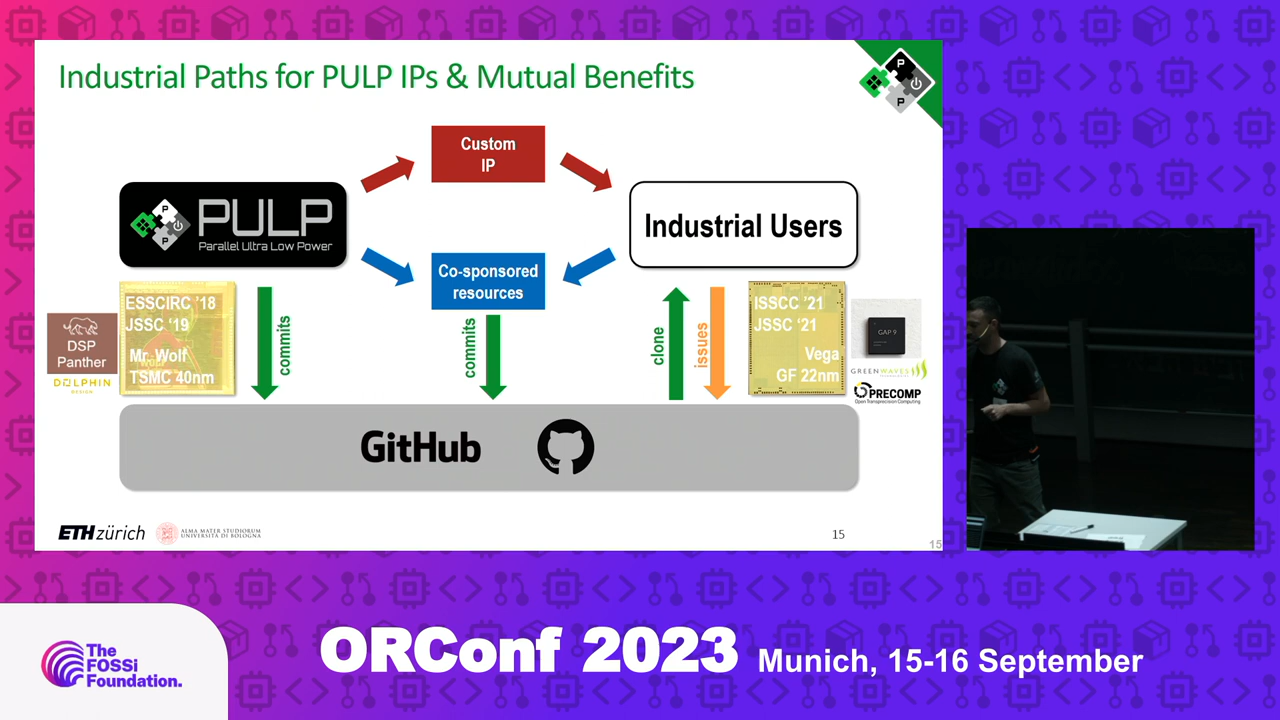 Industrial Paths for PULP IPs & Mutual Benefits
P
P
Custom
IP
PULP
Parallel Ultra Low Power
P
P
Industrial Users
Co-sponsored
resources
DSP
Panther
DOLPHIN
DESIGN
ESSCIRC '18
JSSC '19
Mr. Wolf
TSMC 40nm
commits
commits
clone
issues
ISSCC '21
JSSC '21
Vega
GF 22nm
GAP 9
GREENWAVES
PRECOMP
Open Transprecision Computing
GitHub
ETH zürich
ALMA MATER STUDIORUM
UNIVERSITÀ DI BOLOGNA
15
15
The
FOSSi
Foundation.
ORConf 2023
Munich, 15-16 September